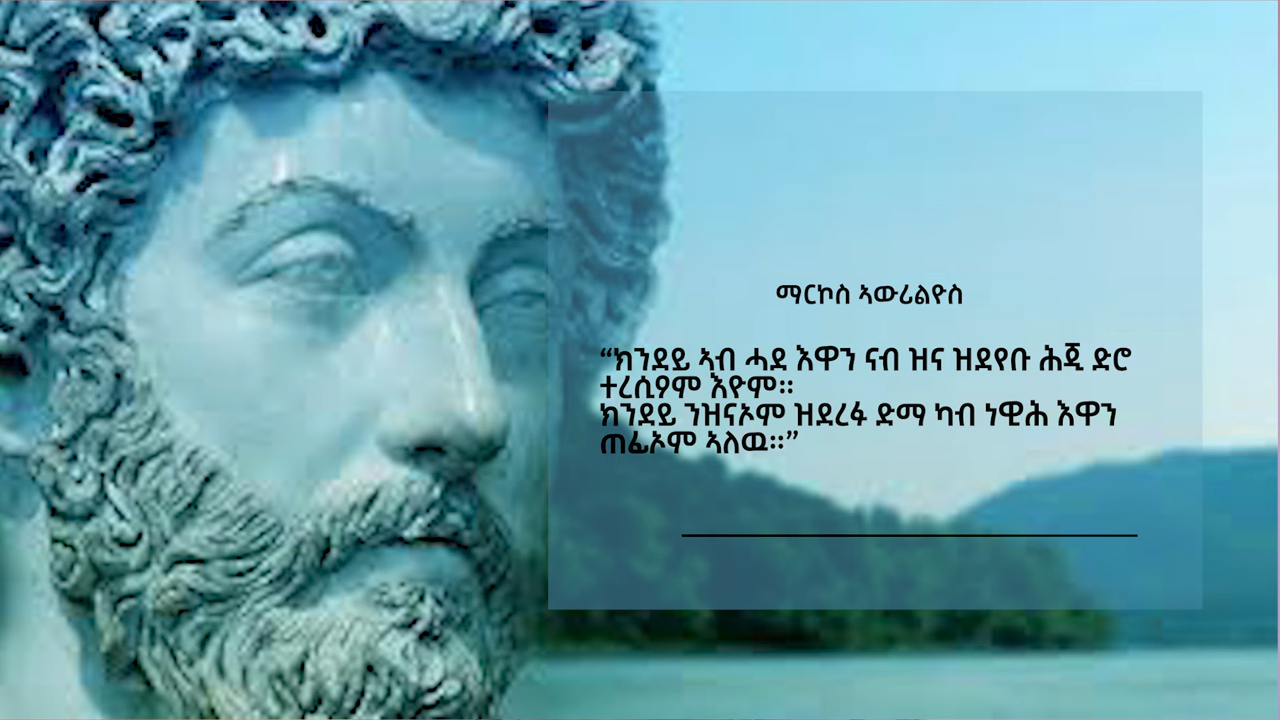 ማርኮስ ኣውሪልዮስ
“ክንደይ ኣብ ሓደ እዋን ናብ ዝና ዝደየቡ ሕጂ ድሮ
ተረሲዖም እዮም።
ክንደይ ንዝናኦም ዝደረፉ ድማ ካብ ነዊሕ እዋን
ጠፊኦም ኣለዉ።”